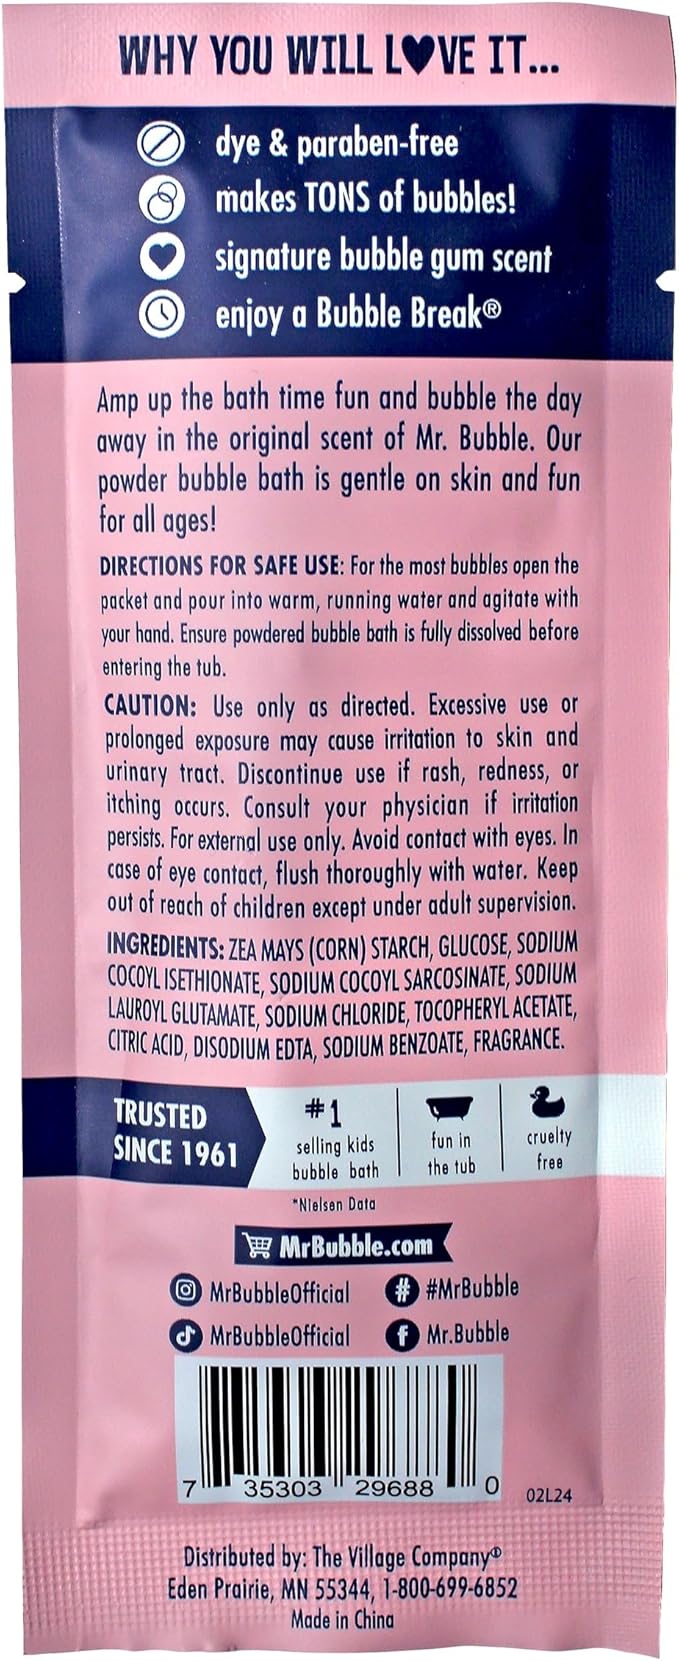 WHY YOU WILL L♥VE IT...
dye & paraben-free
makes TONS of bubbles!
signature bubble gum scent
enjoy a Bubble Break®
Amp up the bath time fun and bubble the day
away in the original scent of Mr. Bubble. Our
powder bubble bath is gentle on skin and fun
for all ages!
DIRECTIONS FOR SAFE USE: For the most bubbles open the
packet and pour into warm, running water and agitate with
your hand. Ensure powdered bubble bath is fully dissolved before
entering the tub.
CAUTION: Use only as directed. Excessive use or
prolonged exposure may cause irritation to skin and
urinary tract. Discontinue use if rash, redness, or
itching occurs. Consult your physician if irritation
persists. For external use only. Avoid contact with eyes. In
case of eye contact, flush thoroughly with water. Keep
out of reach of children except under adult supervision.
INGREDIENTS: ZEA MAYS (CORN) STARCH, GLUCOSE, SODIUM
COCOYL ISETHIONATE, SODIUM COCOYL SARCOSINATE, SODIUM
LAUROYL GLUTAMATE, SODIUM CHLORIDE, TOCOPHERYL ACETATE,
CITRIC ACID, DISODIUM EDTA, SODIUM BENZOATE, FRAGRANCE.
TRUSTED
SINCE 1961
#1
selling kids
bubble bath
fun in
the tub
cruelty
free
*Nielsen Data
MrBubble.com
MrBubbleOfficial
# #MrBubble
MrBubbleOfficial
Mr.Bubble
7 35303 29688 0
02L24
Distributed by: The Village Company®
Eden Prairie, MN 55344, 1-800-699-6852
Made in China